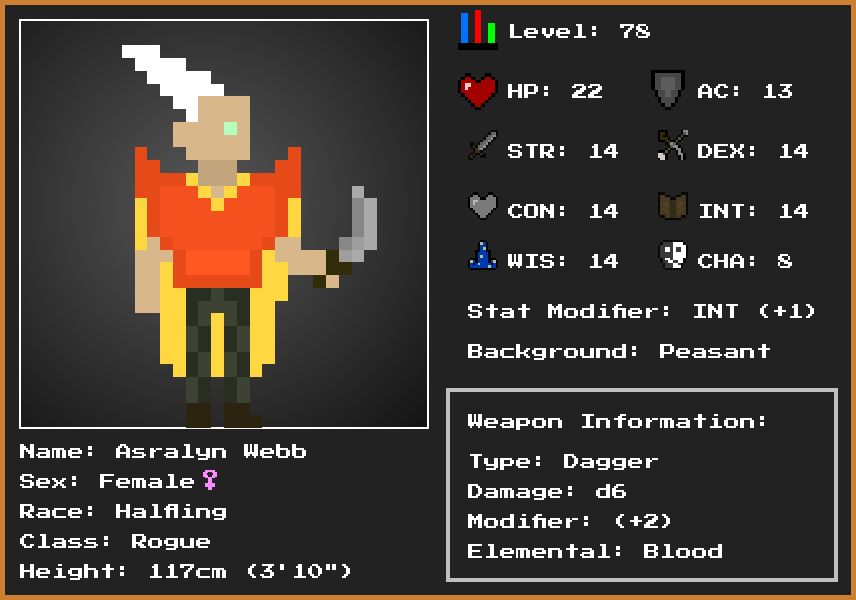 Level: 78
HP: 22
AC: 13
STR: 14
DEX: 14
CON: 14
INT: 14
WIS: 14
CHA: 8
Stat Modifier: INT (+1)
Background: Peasant
Weapon Information:
Type: Dagger
Damage: d6
Modifier: (+2)
Elemental: Blood
Name: Asralyn Webb
Sex: Female♀
Race: Halfling
Class: Rogue
Height: 117cm (3'10")